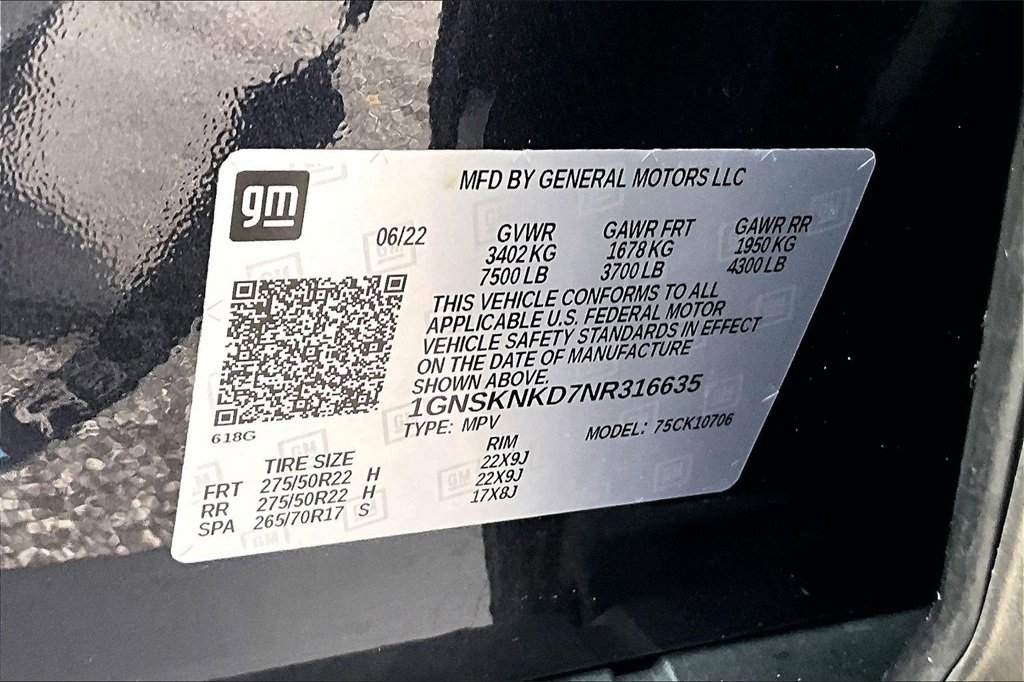 gm
MFD BY GENERAL MOTORS LLC
06/22 GVWR GAWR FRT GAWR RR
3402 KG 1678 KG 1950 KG
7500 LB 3700 LB 4300 LB
THIS VEHICLE CONFORMS TO ALL
APPLICABLE U.S. FEDERAL MOTOR
VEHICLE SAFETY STANDARDS IN EFFECT
ON THE DATE OF MANUFACTURE
SHOWN ABOVE.
1GNSKNKD7NR316635
618G
TYPE: MPV MODEL: 75CK10706
TIRE SIZE RIM
FRT 275/50R22 H 22X9J
RR 275/50R22 H 22X9J
SPA 265/70R17 S 17X8J